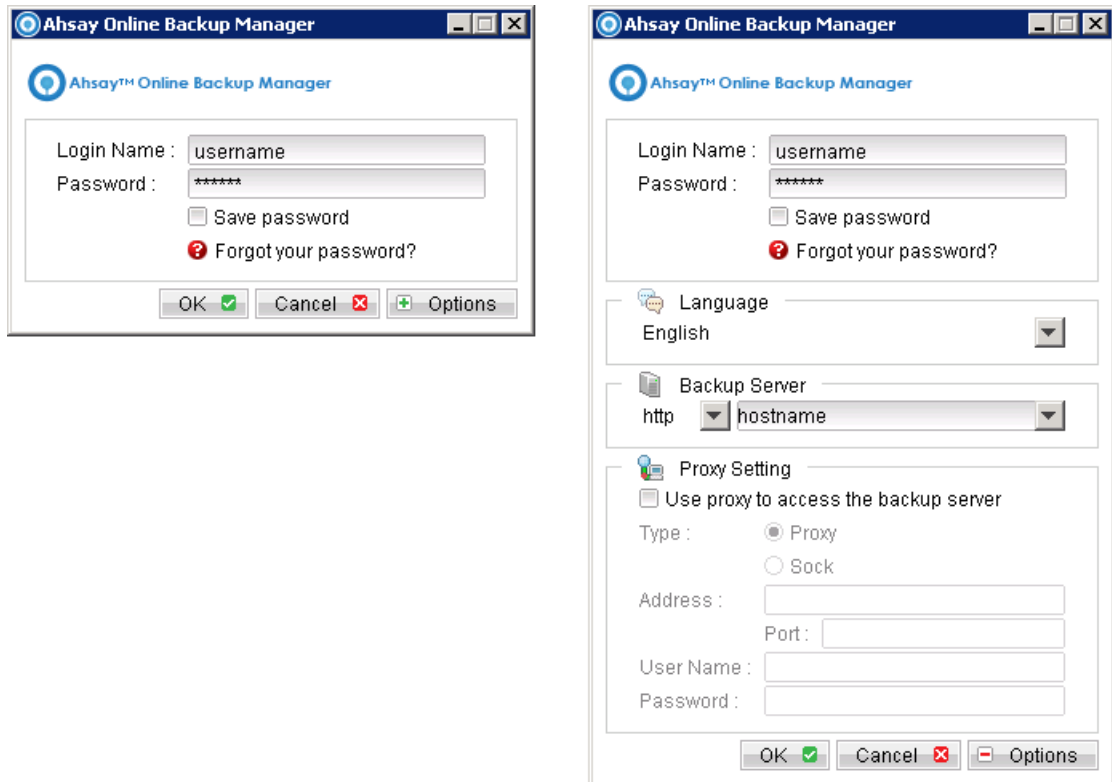 Ahsay Online Backup Manager
Ahsay™ Online Backup Manager
Login Name : username
Password : ******
Save password
Forgot your password?
OK Cancel Options
Ahsay Online Backup Manager
Ahsay™ Online Backup Manager
Login Name : username
Password : ******
Save password
Forgot your password?
Language
English
Backup Server
http hostname
Proxy Setting
Use proxy to access the backup server
Type : Proxy
Sock
Address :
Port :
User Name :
Password :
OK Cancel Options